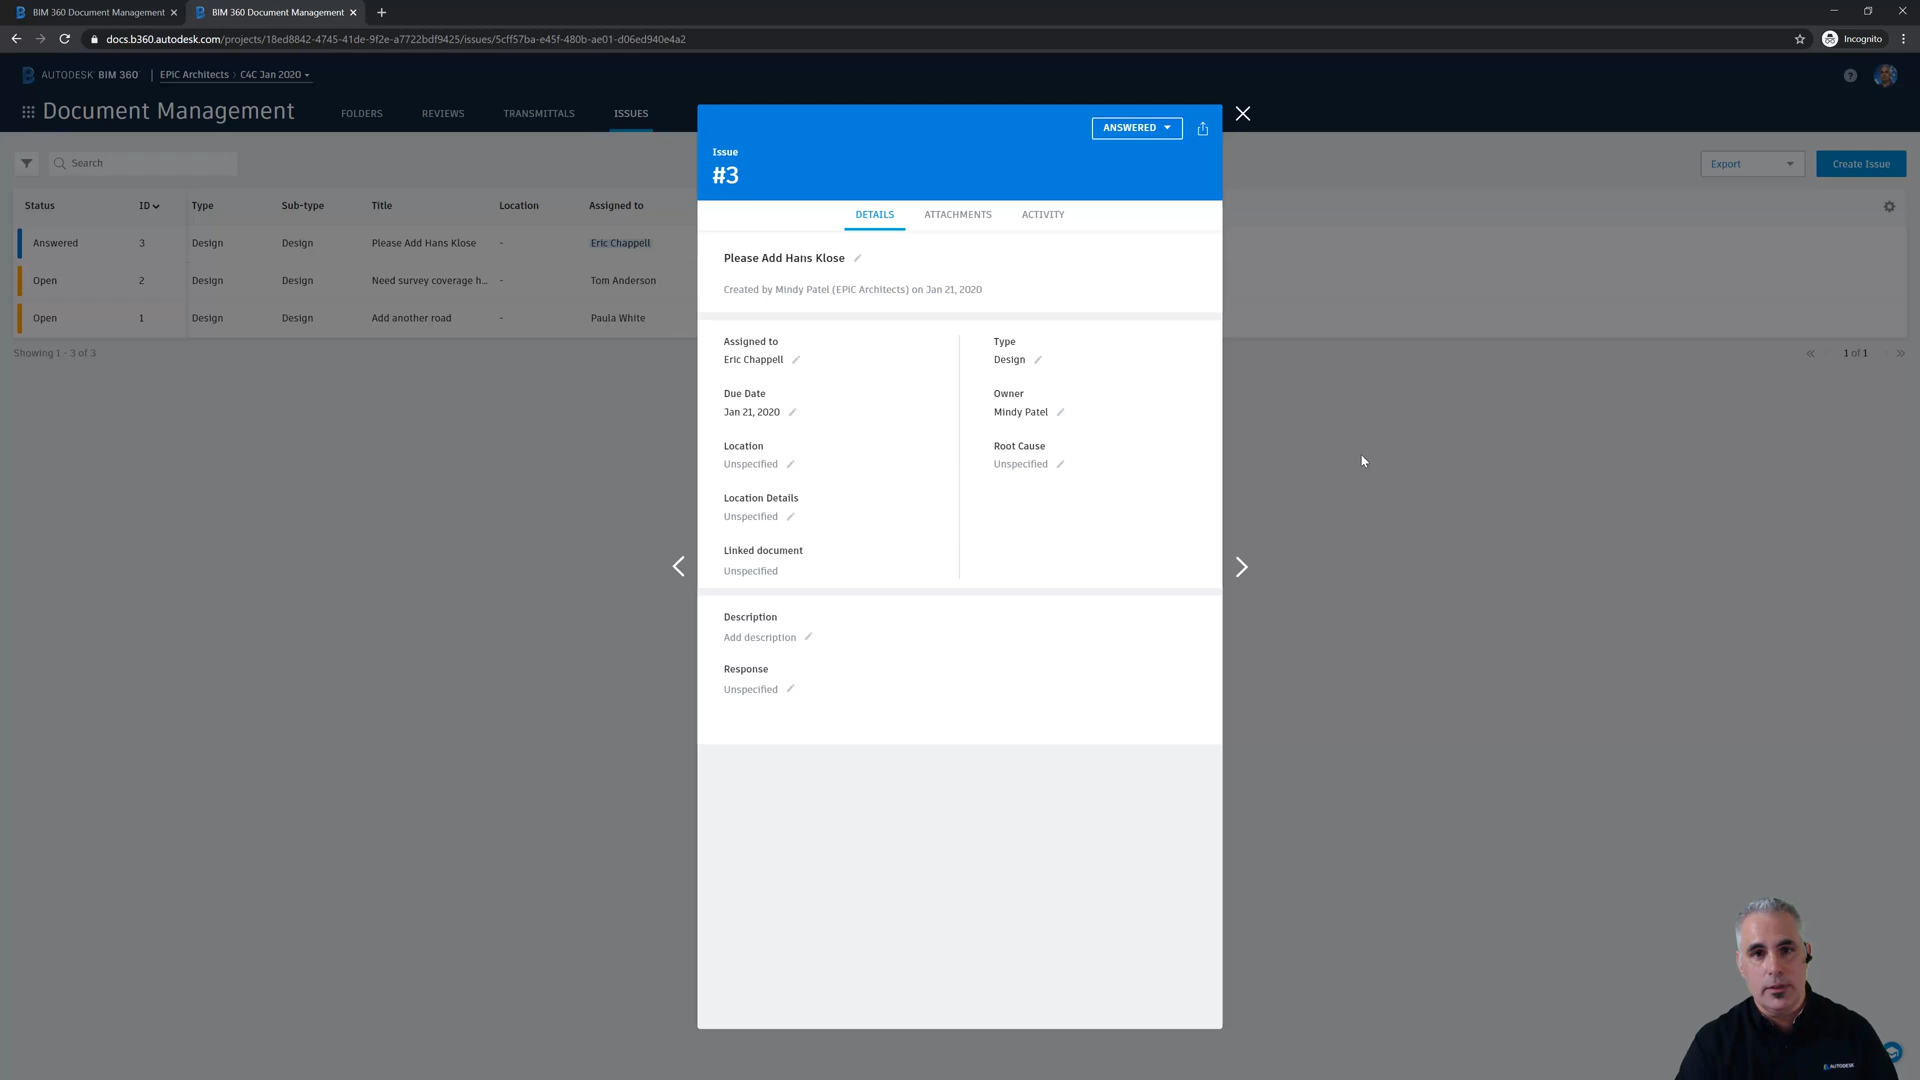 BIM 360 Document Management
BIM 360 Document Management
docs.b360.autodesk.com/projects/18ed8842-4745-41de-9f2e-a7722bdf9425/issues/5cff57ba-e45f-480b-ae01-d06ed940e4a2
Incognito
AUTODESK® BIM 360® EPIC Architects › C4C Jan 2020
Document Management FOLDERS REVIEWS TRANSMITTALS ISSUES
ANSWERED
Issue
#3
Search
Export Create Issue
Status ID Type Sub-type Title Location Assigned to
Answered 3 Design Design Please Add Hans Klose - Eric Chappell
Open 2 Design Design Need survey coverage h... - Tom Anderson
Open 1 Design Design Add another road - Paula White
Showing 1 - 3 of 3
1 of 1
DETAILS ATTACHMENTS ACTIVITY
Please Add Hans Klose
Created by Mindy Patel (EPIC Architects) on Jan 21, 2020
Assigned to
Eric Chappell
Due Date
Jan 21, 2020
Location
Unspecified
Location Details
Unspecified
Linked document
Unspecified
Type
Design
Owner
Mindy Patel
Root Cause
Unspecified
Description
Add description
Response
Unspecified
AUTODESK